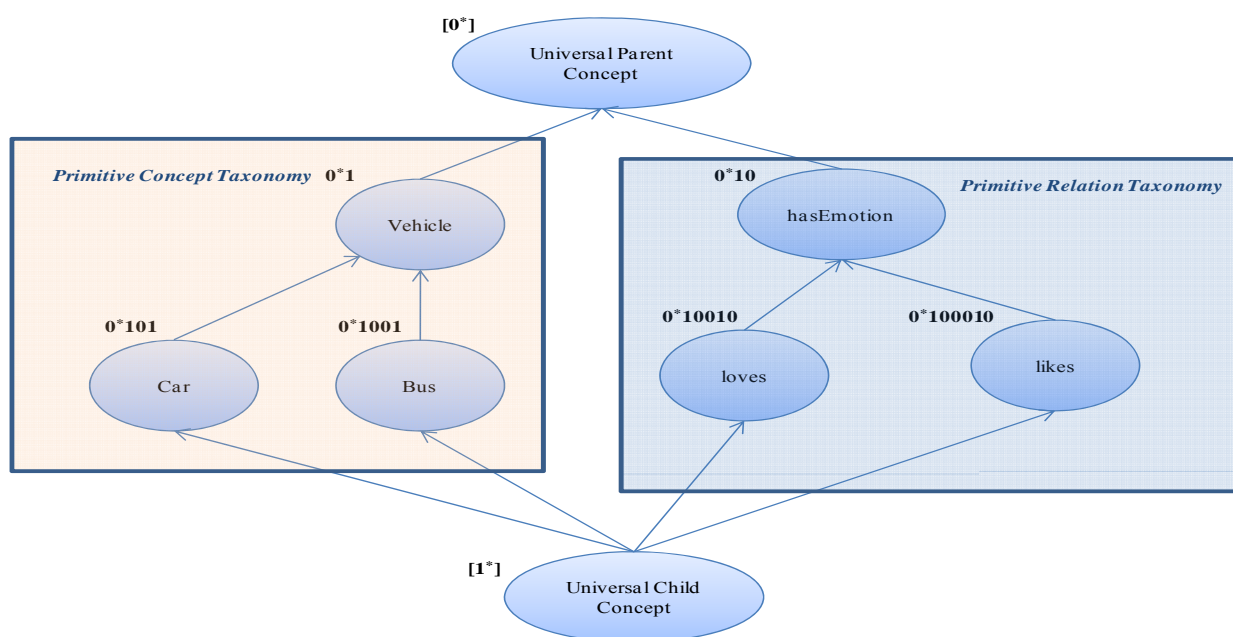 [0*]
Universal Parent
Concept
Primitive Concept Taxonomy 0*1
Vehicle
0*101
Car
0*1001
Bus
0*10
Primitive Relation Taxonomy
hasEmotion
0*10010
loves
0*100010
likes
[1*]
Universal Child
Concept